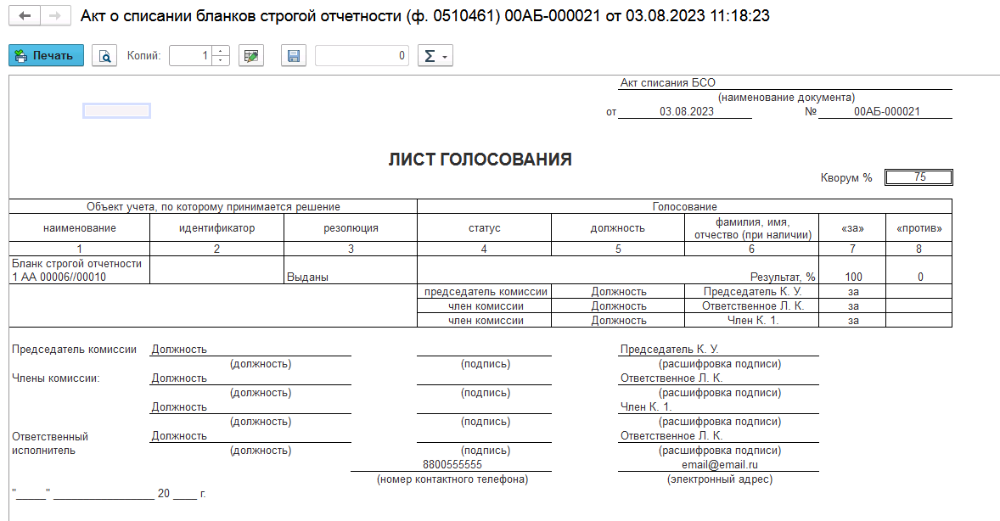 Акт о списании бланков строгой отчетности (ф. 0510461) 00АБ-000021 от 03.08.2023 11:18:23
Печать Копий: 1 0 Σ
Акт списания БСО
(наименование документа)
от 03.08.2023 № 00АБ-000021
ЛИСТ ГОЛОСОВАНИЯ
Кворум % 75
Объект учета, по которому принимается решение Голосование
наименование идентификатор резолюция статус должность фамилия, имя, отчество (при наличии) «за» «против»
1 2 3 4 5 6 7 8
Бланк строгой отчетности
1 АА 00006//00010 Выданы Результат, % 100 0
председатель комиссии Должность Председатель К. У. за
член комиссии Должность Ответственное Л. К. за
член комиссии Должность Член К. 1. за
Председатель комиссии Должность Председатель К. У.
(должность) (подпись) (расшифровка подписи)
Члены комиссии: Должность Ответственное Л. К.
(должность) (подпись) (расшифровка подписи)
Должность Член К. 1.
(должность) (подпись) (расшифровка подписи)
Ответственный Должность Ответственное Л. К.
исполнитель (должность) (подпись) (расшифровка подписи)
8800555555 email@email.ru
(номер контактного телефона) (электронный адрес)
"_____" _________________ 20 ____ г.